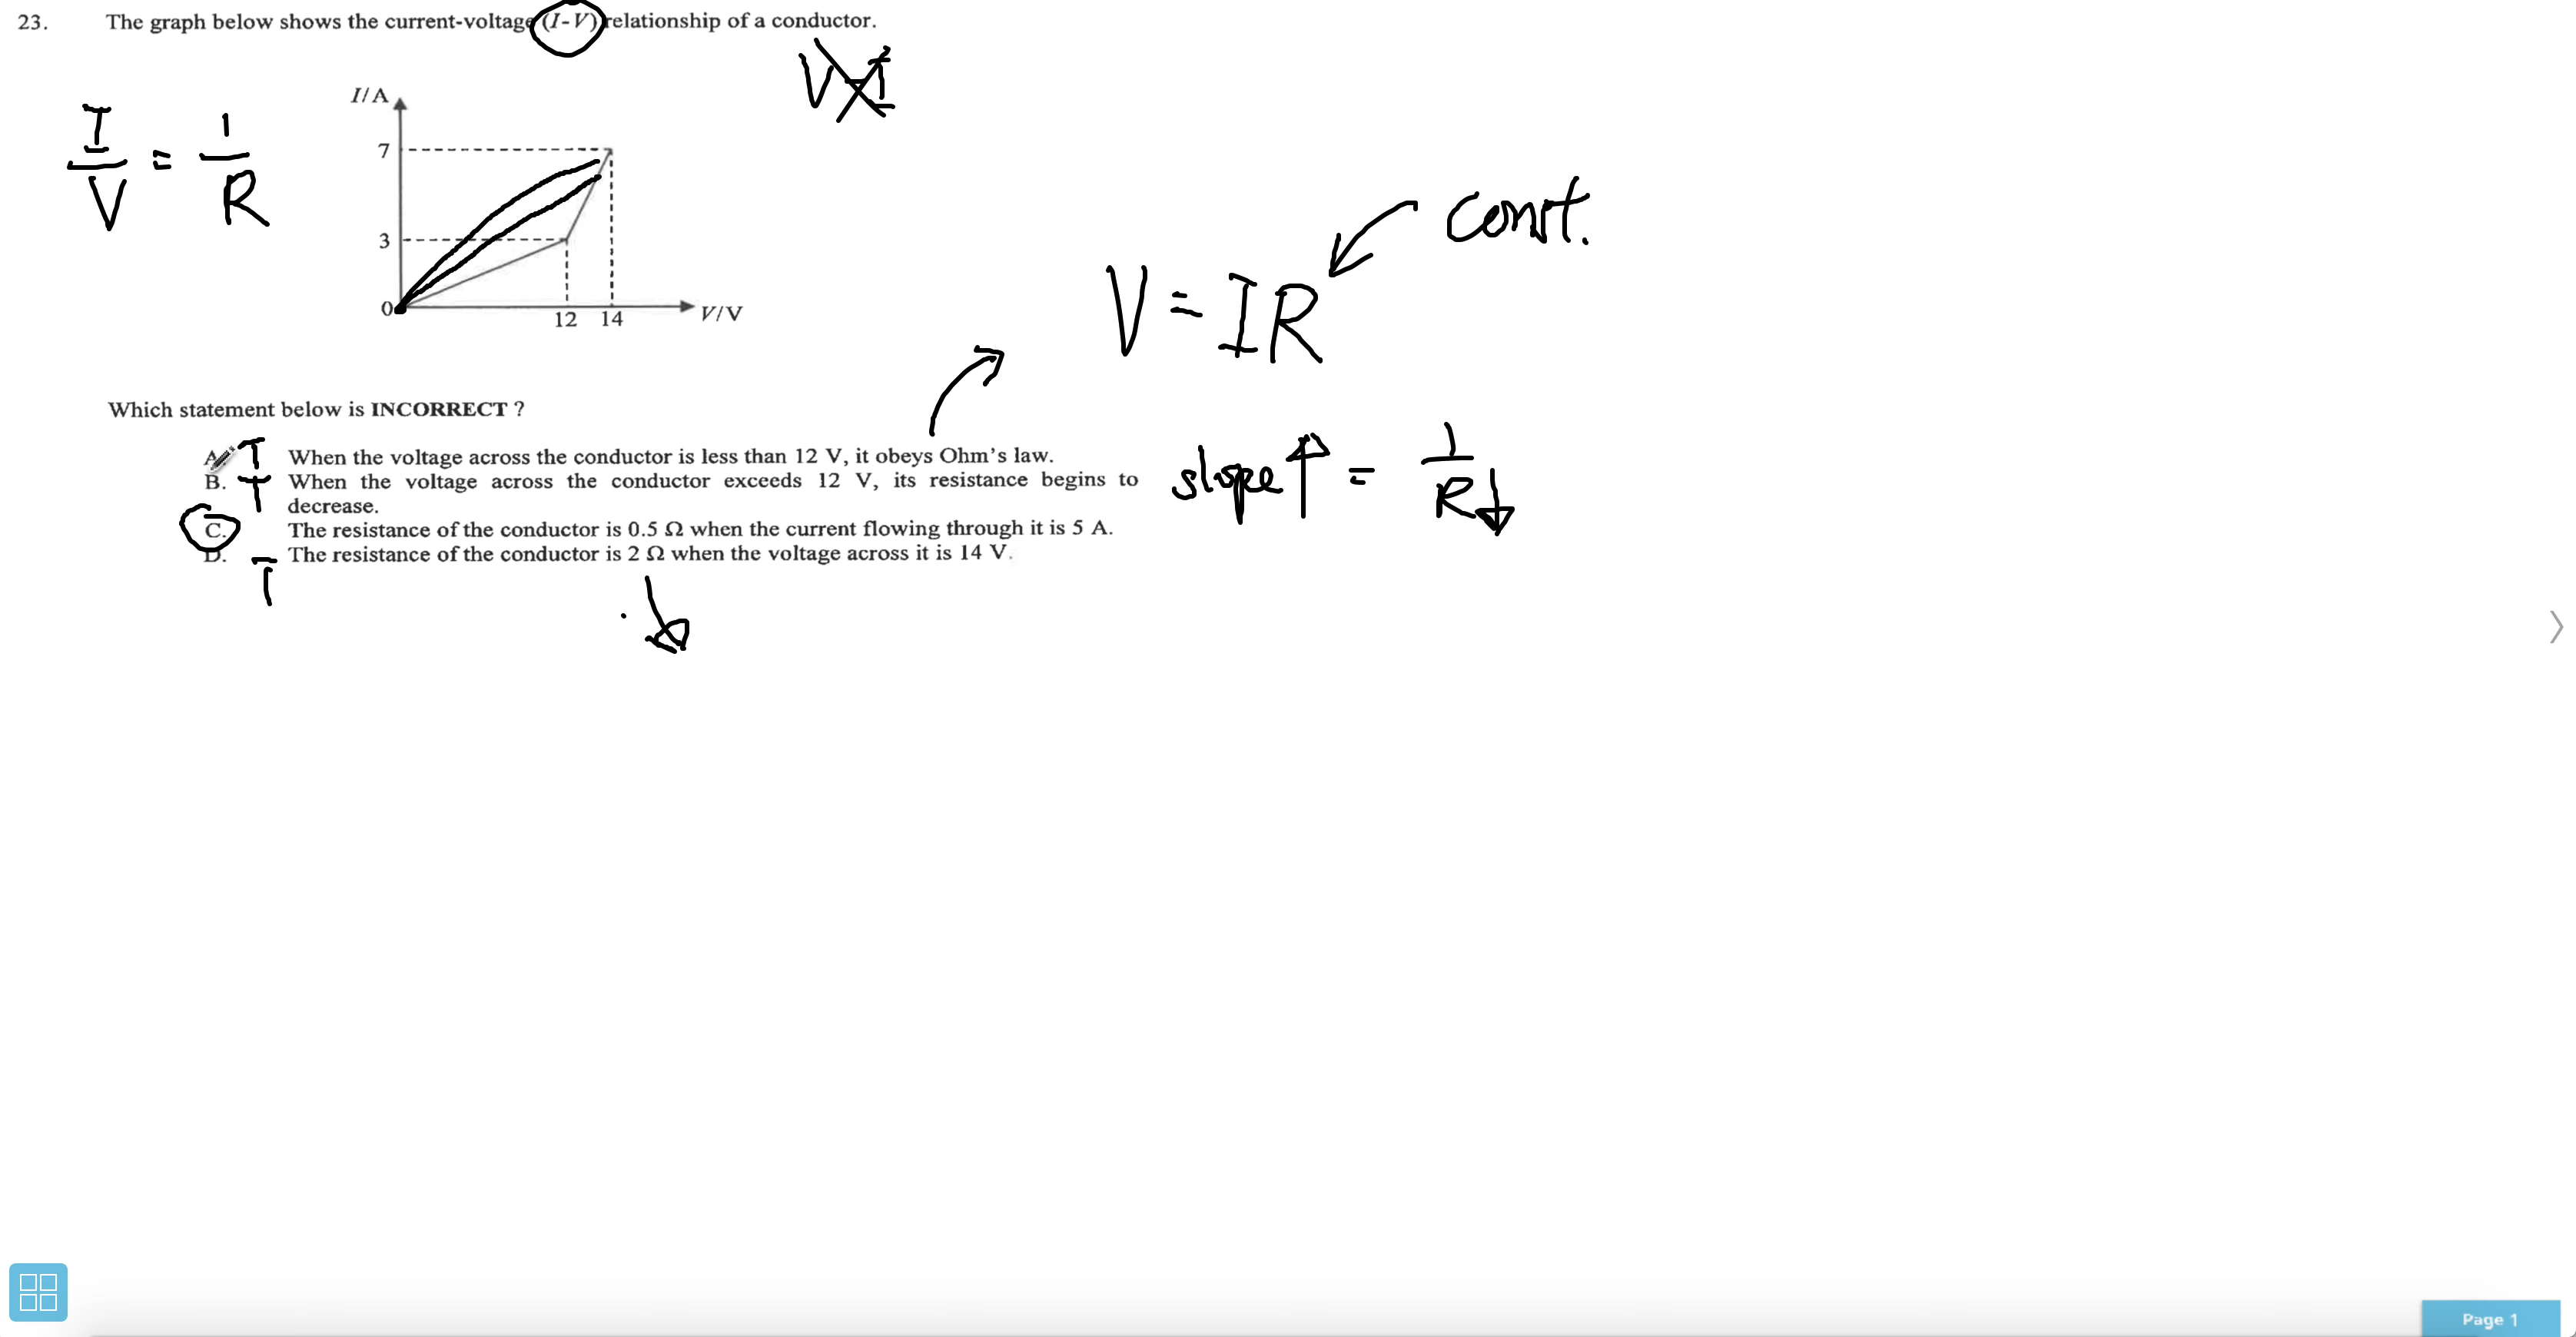 23. The graph below shows the current-voltage (I-V) relationship of a conductor.
V I
I/A
I/V = 1/R
7
3
0
12 14
V/V
const.
V = IR
Which statement below is INCORRECT ?
A. T When the voltage across the conductor is less than 12 V, it obeys Ohm's law.
B. T When the voltage across the conductor exceeds 12 V, its resistance begins to
decrease.
slope↑ = 1/R↓
C. The resistance of the conductor is 0.5 Ω when the current flowing through it is 5 A.
D. T The resistance of the conductor is 2 Ω when the voltage across it is 14 V.
Page 1